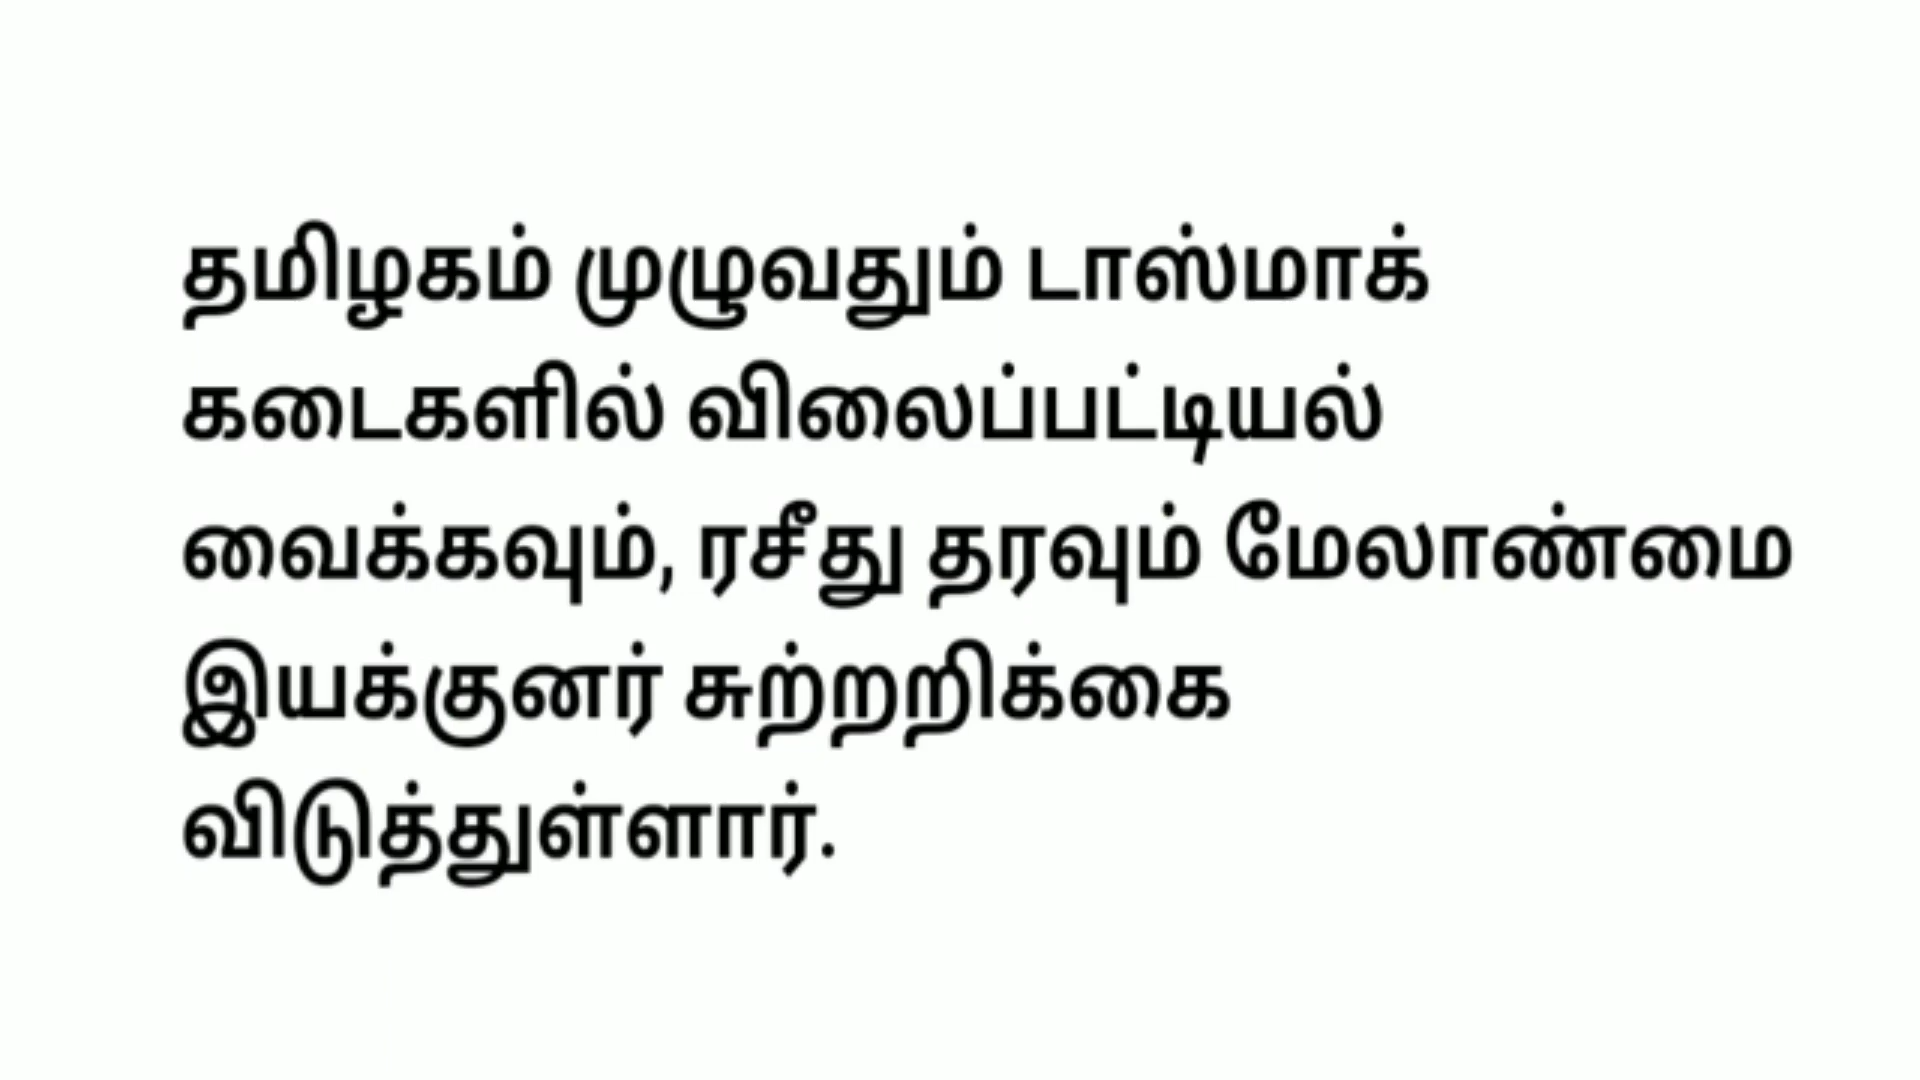 தமிழகம் முழுவதும் டாஸ்மாக்
கடைகளில் விலைப்பட்டியல்
வைக்கவும், ரசீது தரவும் மேலாண்மை
இயக்குனர் சுற்றறிக்கை
விடுத்துள்ளார்.